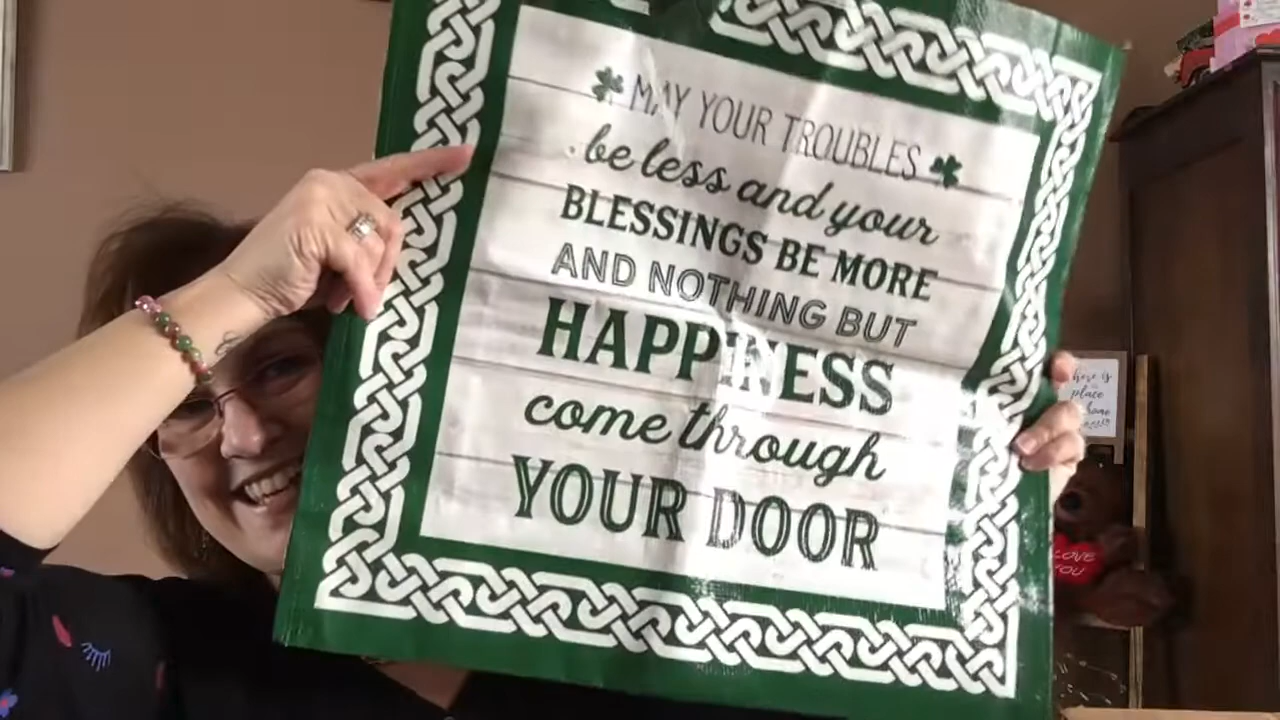 MAY YOUR TROUBLES
be less and your
BLESSINGS BE MORE
AND NOTHING BUT
HAPPINESS
come through
YOUR DOOR
place
LOVE
YOU